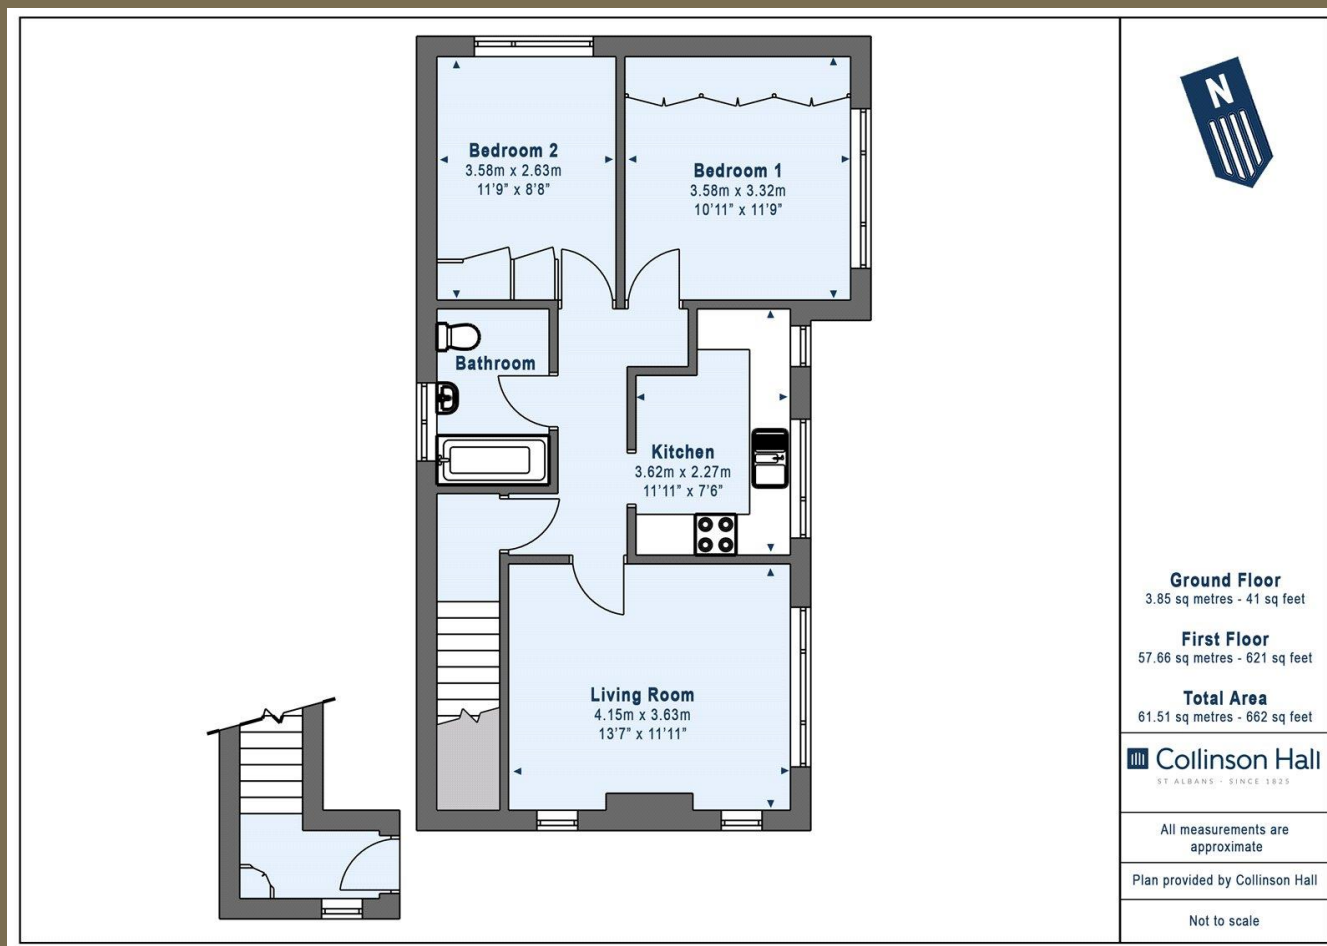 Bedroom 2
3.58m x 2.63m
11'9" x 8'8"
Bedroom 1
3.58m x 3.32m
10'11" x 11'9"
Bathroom
Kitchen
3.62m x 2.27m
11'11" x 7'6"
Living Room
4.15m x 3.63m
13'7" x 11'11"
N
Ground Floor
3.85 sq metres - 41 sq feet
First Floor
57.66 sq metres - 621 sq feet
Total Area
61.51 sq metres - 662 sq feet
Collinson Hall
ST ALBANS - SINCE 1825
All measurements are
approximate
Plan provided by Collinson Hall
Not to scale